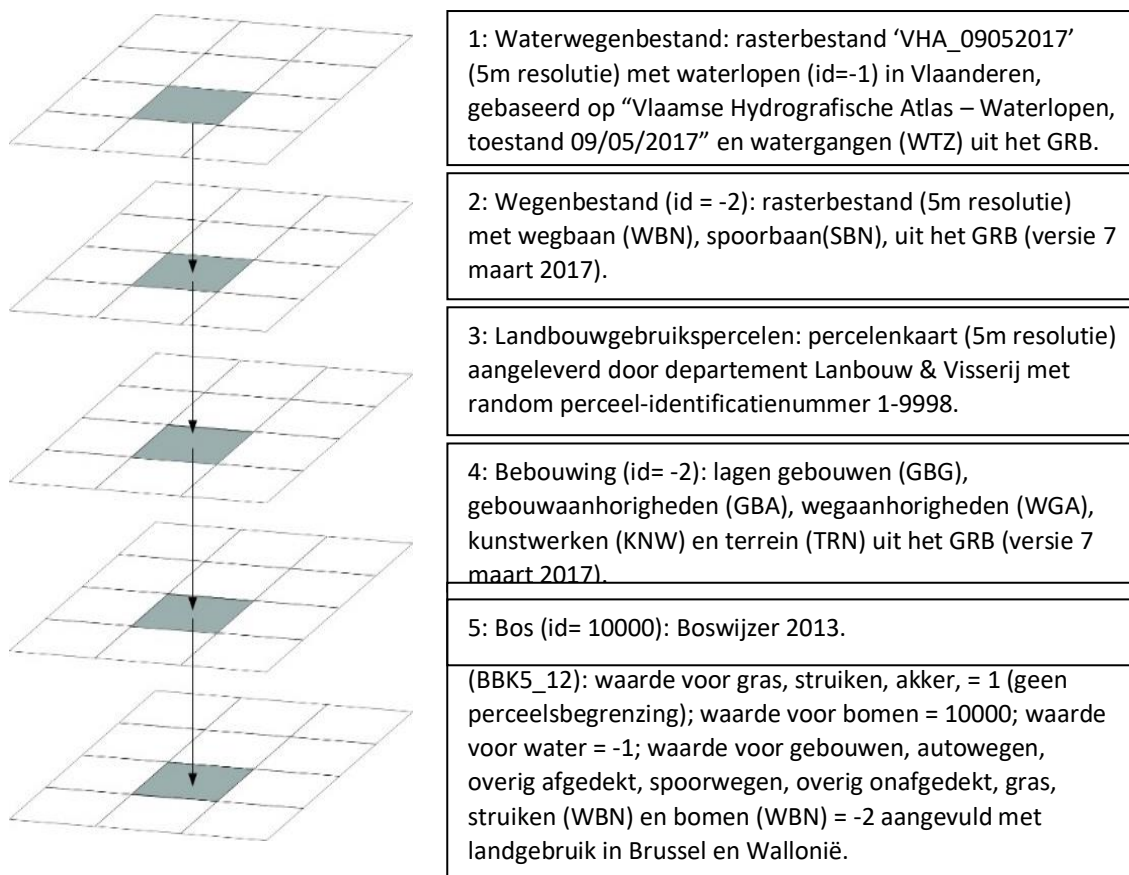 1: Waterwegenbestand: rasterbestand ‘VHA_09052017’
(5m resolutie) met waterlopen (id=-1) in Vlaanderen,
gebaseerd op “Vlaamse Hydrografische Atlas – Waterlopen,
toestand 09/05/2017” en watergangen (WTZ) uit het GRB.
2: Wegenbestand (id = -2): rasterbestand (5m resolutie)
met wegbaan (WBN), spoorbaan(SBN), uit het GRB (versie 7
maart 2017).
3: Landbouwgebruikspercelen: percelenkaart (5m resolutie)
aangeleverd door departement Lanbouw & Visserij met
random perceel-identificatienummer 1-9998.
4: Bebouwing (id= -2): lagen gebouwen (GBG),
gebouwaanhorigheden (GBA), wegaanhorigheden (WGA),
kunstwerken (KNW) en terrein (TRN) uit het GRB (versie 7
maart 2017).
5: Bos (id= 10000): Boswijzer 2013.
(BBK5_12): waarde voor gras, struiken, akker, = 1 (geen
perceelsbegrenzing); waarde voor bomen = 10000; waarde
voor water = -1; waarde voor gebouwen, autowegen,
overig afgedekt, spoorwegen, overig onafgedekt, gras,
struiken (WBN) en bomen (WBN) = -2 aangevuld met
landgebruik in Brussel en Wallonië.